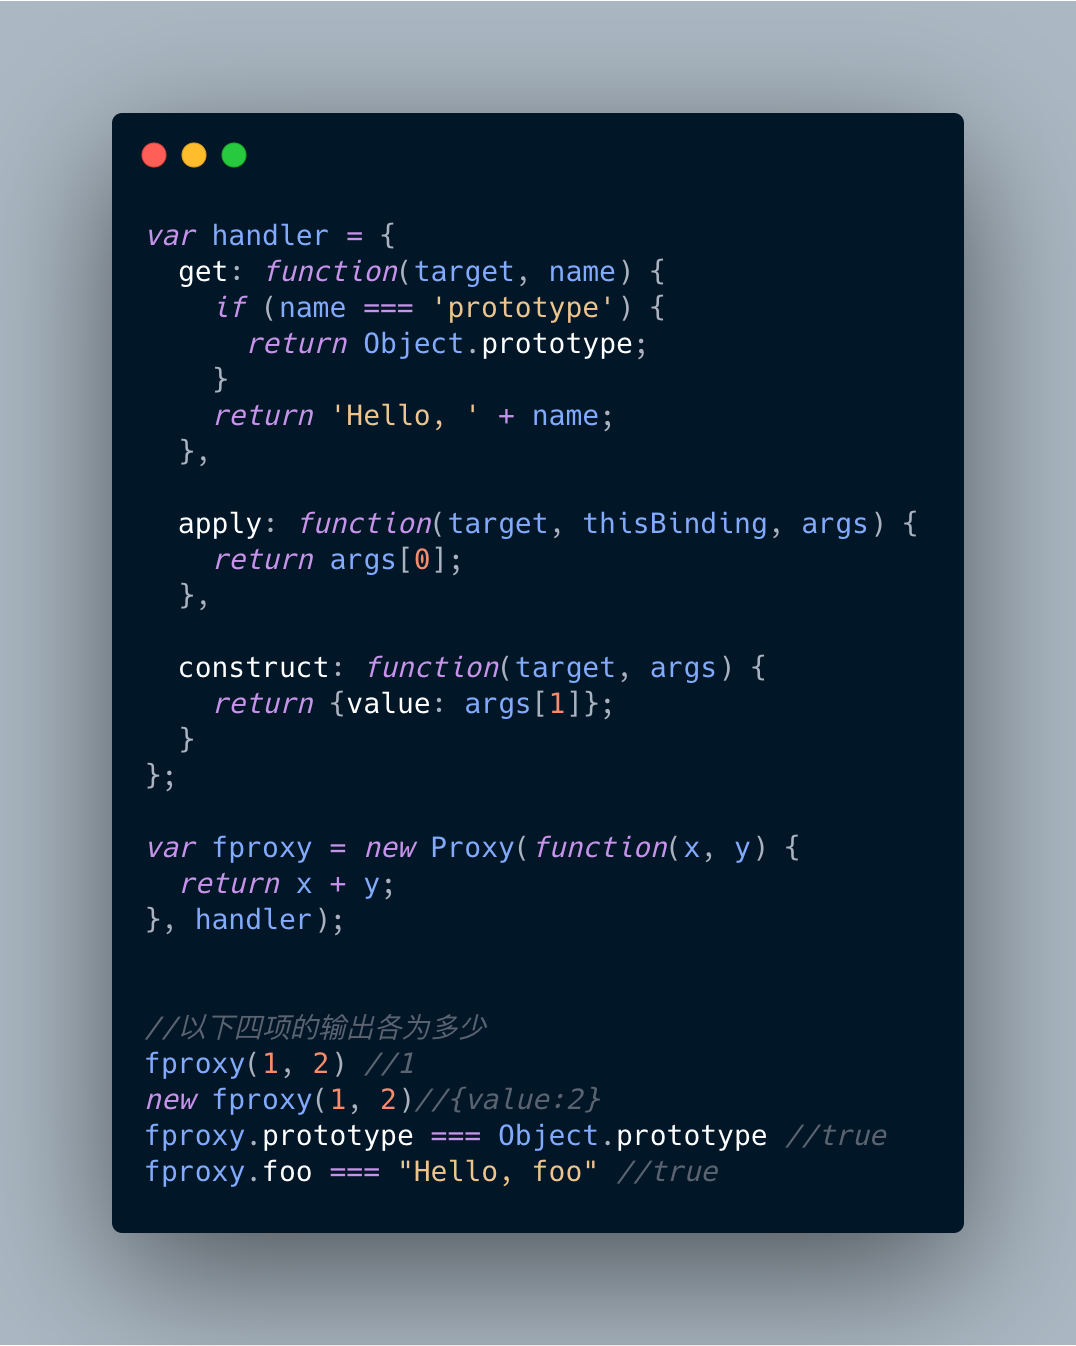 var handler = {
  get: function(target, name) {
    if (name === 'prototype') {
      return Object.prototype;
    }
    return 'Hello, ' + name;
  },

  apply: function(target, thisBinding, args) {
    return args[0];
  },

  construct: function(target, args) {
    return {value: args[1]};
  }
};

var fproxy = new Proxy(function(x, y) {
  return x + y;
}, handler);


//以下四项的输出各为多少
fproxy(1, 2) //1
new fproxy(1, 2)//{value:2}
fproxy.prototype === Object.prototype //true
fproxy.foo === "Hello, foo" //true